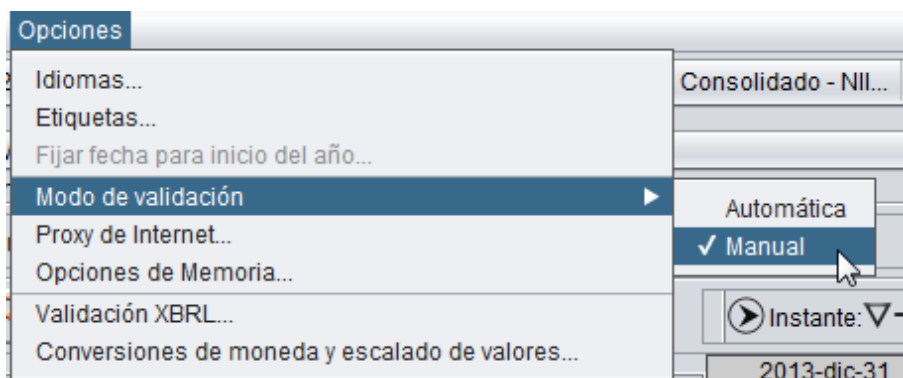 Opciones
Idiomas...
Consolidado - NII...
Etiquetas...
Fijar fecha para inicio del año...
Modo de validación
Automática
Proxy de Internet...
✓ Manual
Opciones de Memoria...
Validación XBRL...
Instante:
Conversiones de moneda y escalado de valores...
2013-dic-31